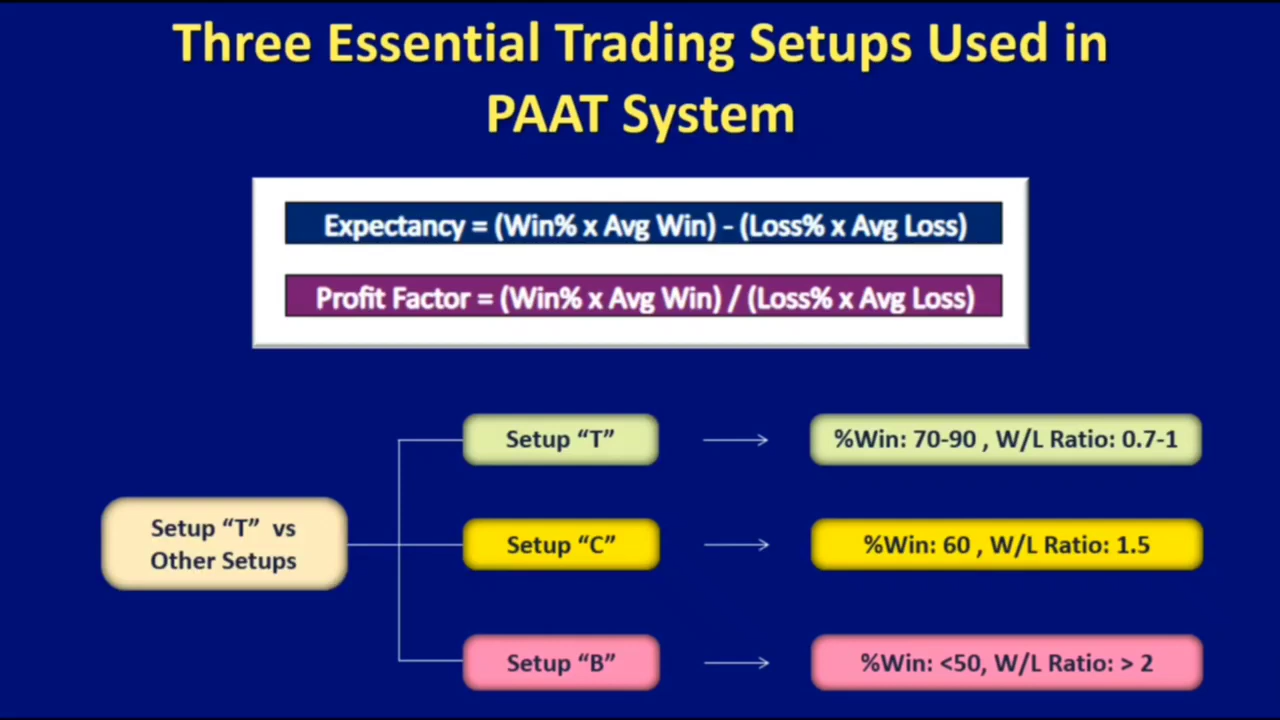 Three Essential Trading Setups Used in
PAAT System
Expectancy = (Win% x Avg Win) - (Loss% x Avg Loss)
Profit Factor = (Win% x Avg Win) / (Loss% x Avg Loss)
Setup “T” vs
Other Setups
Setup “T”
%Win: 70-90 , W/L Ratio: 0.7-1
Setup “C”
%Win: 60 , W/L Ratio: 1.5
Setup “B”
%Win: <50, W/L Ratio: > 2